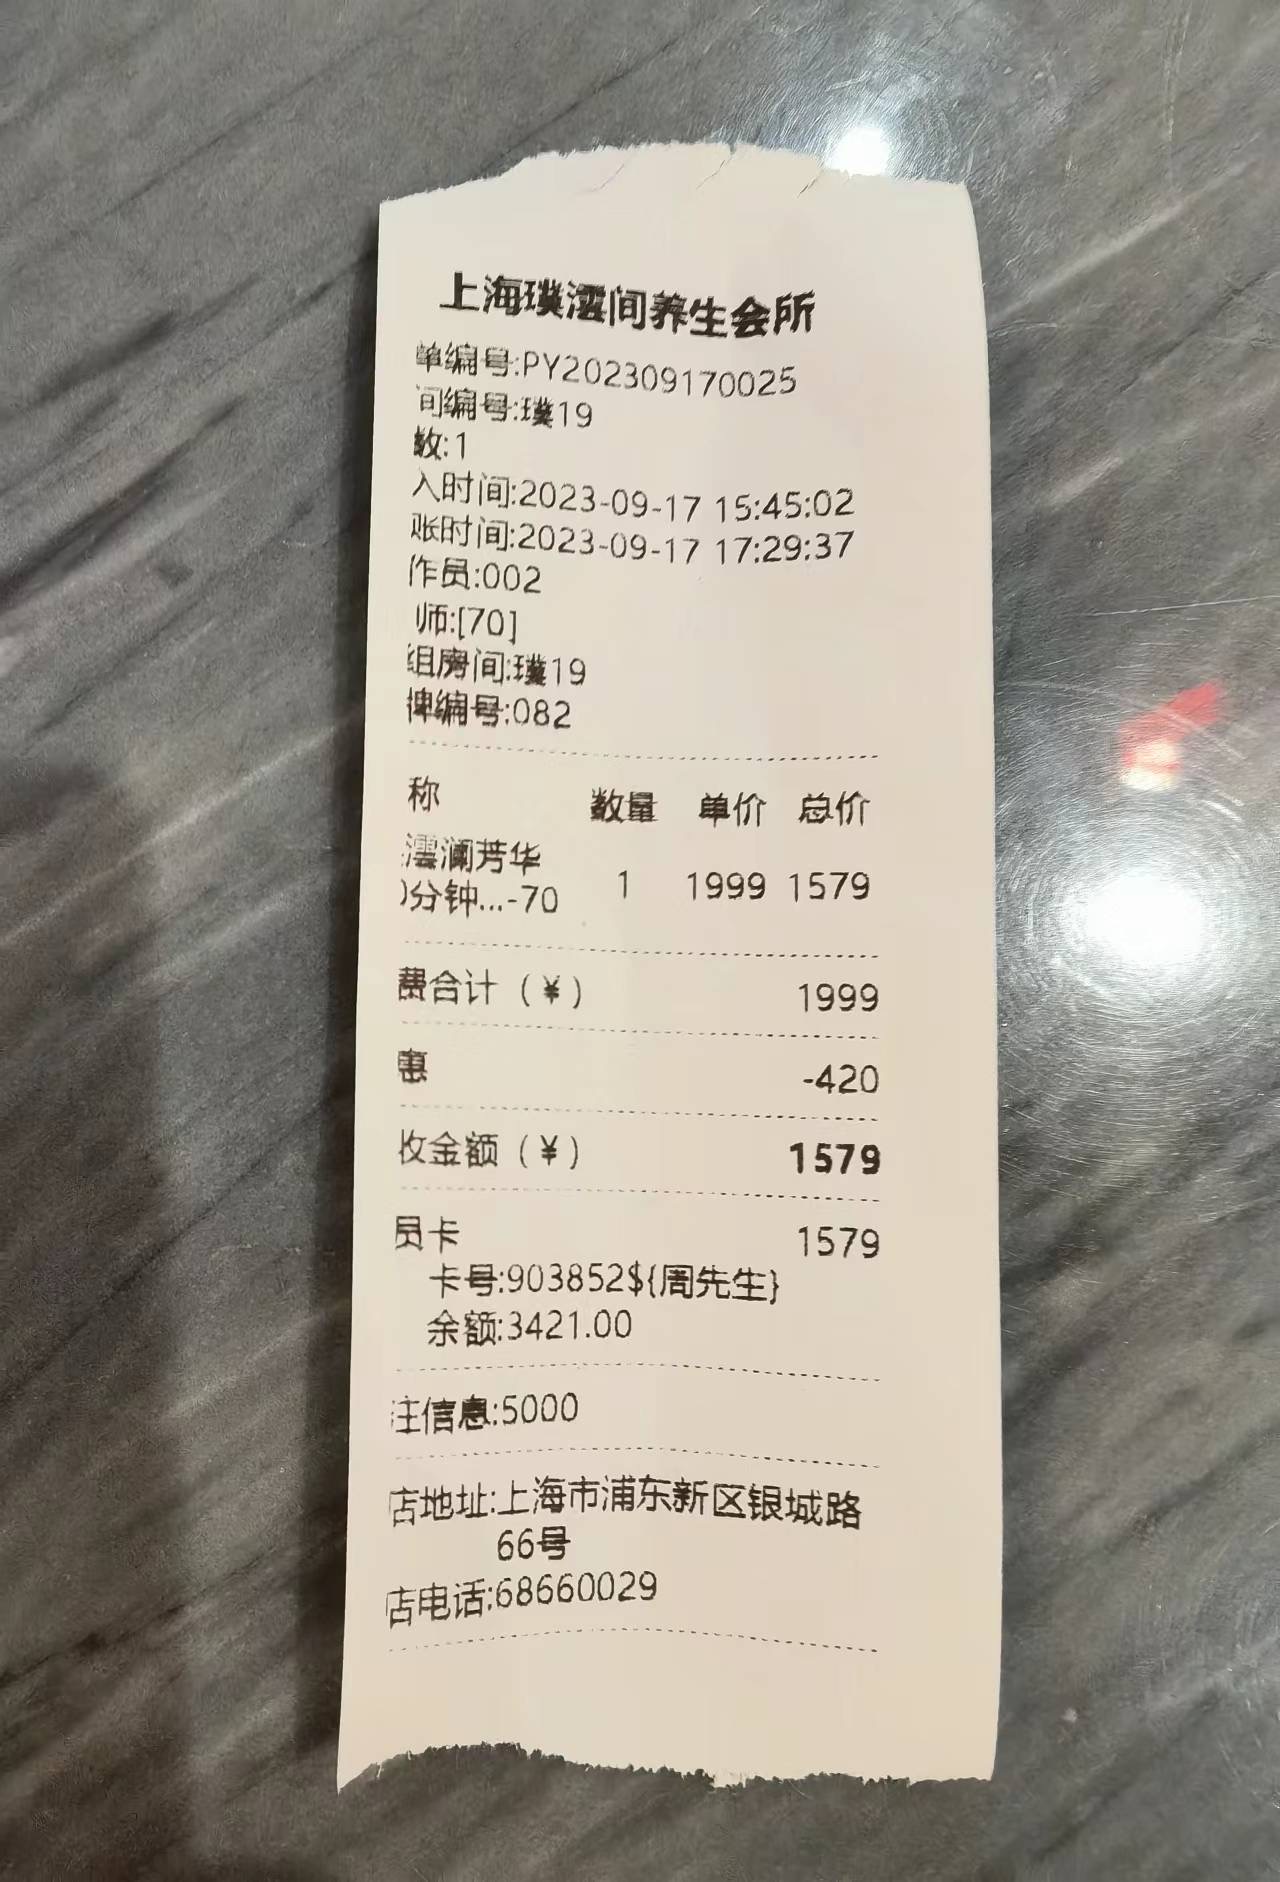 上海璞澐间养生会所
单编号:PY202309170025
间编号:璞19
数:1
入时间:2023-09-17 15:45:02
账时间:2023-09-17 17:29:37
作员:002
师:[70]
组房间:璞19
牌编号:082
称 数量 单价 总价
澐澜芳华
0分钟...-70 1 1999 1579
费合计（¥） 1999
惠 -420
收金额（¥） 1579
员卡 1579
卡号:903852${周先生}
余额:3421.00
注信息:5000
店地址:上海市浦东新区银城路
66号
店电话:68660029